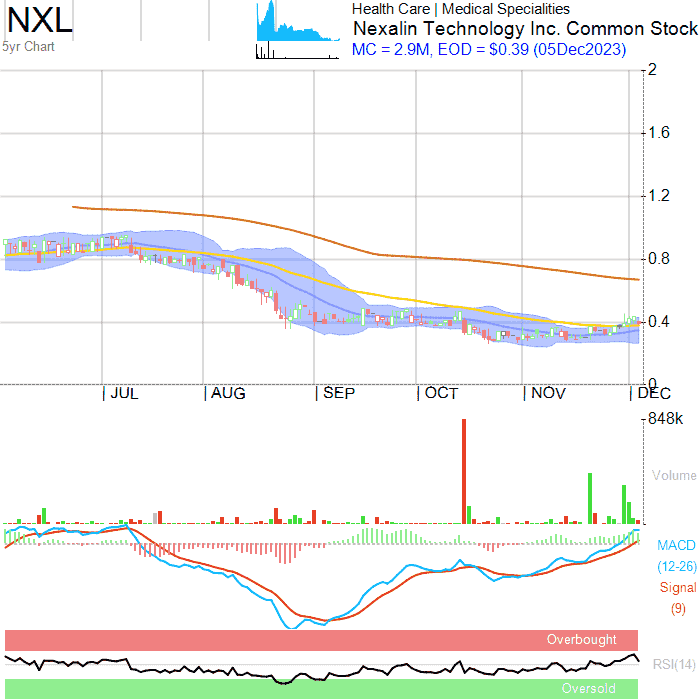 NXL
5yr Chart
Health Care | Medical Specialities
Nexalin Technology Inc. Common Stock
MC = 2.9M, EOD = $0.39 (05Dec2023)
2
1.6
1.2
0.8
0.4
0
JUL AUG SEP OCT NOV DEC
848k
Volume
MACD
(12-26)
Signal
(9)
Overbought
RSI(14)
Oversold